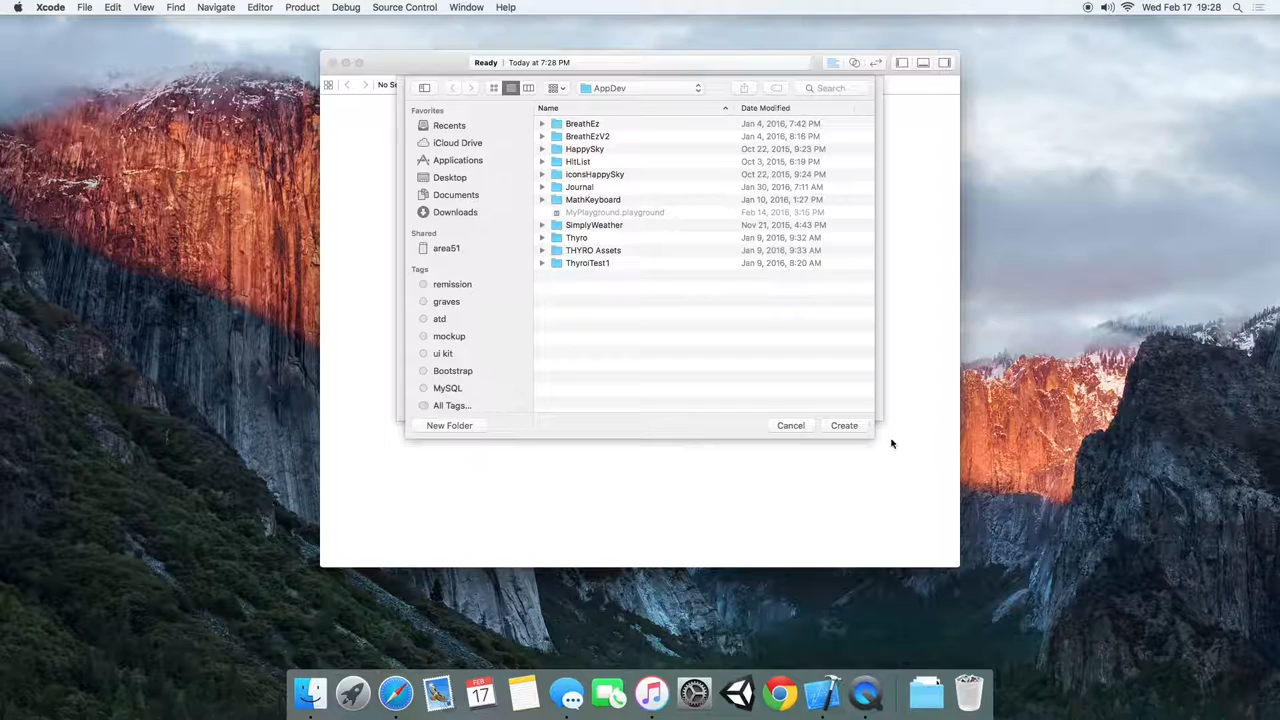 Xcode File Edit View Find Navigate Editor Product Debug Source Control Window Help Wed Feb 17 19:28
Ready | Today at 7:28 PM
No Se
AppDev
Search
Favorites
Recents
iCloud Drive
Applications
Desktop
Documents
Downloads
Shared
area51
Tags
remission
graves
atd
mockup
ui kit
Bootstrap
MySQL
All Tags...
Name Date Modified
BreathEz Jan 4, 2016, 7:42 PM
BreathEzV2 Jan 4, 2016, 8:16 PM
HappySky Oct 22, 2015, 9:23 PM
HitList Oct 3, 2015, 6:19 PM
iconsHappySky Oct 22, 2015, 9:24 PM
Journal Jan 30, 2016, 7:11 AM
MathKeyboard Jan 10, 2016, 1:27 PM
MyPlayground.playground Feb 14, 2016, 3:15 PM
SimplyWeather Nov 21, 2015, 4:43 PM
Thyro Jan 9, 2016, 9:32 AM
THYRO Assets Jan 9, 2016, 9:33 AM
ThyroiTest1 Jan 9, 2016, 8:20 AM
New Folder Cancel Create
FEB
17